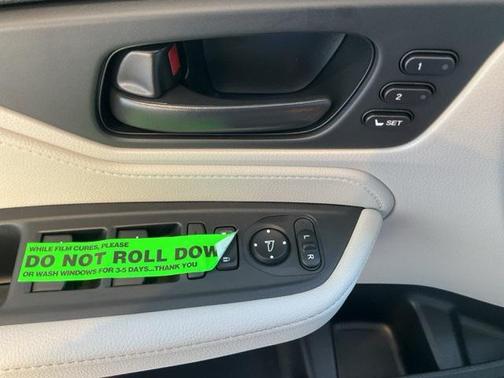 1
2
SET
WHILE FILM CURES, PLEASE
DO NOT ROLL DOW
OR WASH WINDOWS FOR 3-5 DAYS...THANK YOU
L
R